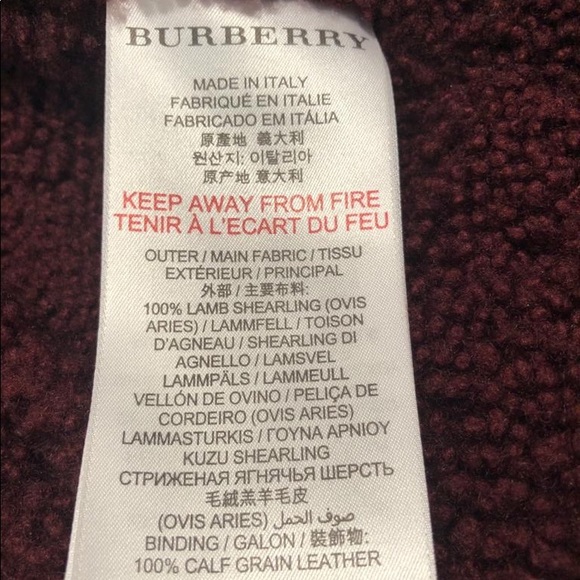 BURBERRY
MADE IN ITALY
FABRIQUÉ EN ITALIE
FABRICADO EM ITÁLIA
原產地 義大利
원산지: 이탈리아
原产地 意大利
KEEP AWAY FROM FIRE
TENIR À L'ECART DU FEU
OUTER / MAIN FABRIC / TISSU
EXTÉRIEUR / PRINCIPAL
外部 / 主要布料:
100% LAMB SHEARLING (OVIS
ARIES) / LAMMFELL / TOISON
D'AGNEAU / SHEARLING DI
AGNELLO / LAMSVEL
LAMMPÄLS / LAMMEULL
VELLÓN DE OVINO / PELIÇA DE
CORDEIRO (OVIS ARIES)
LAMMASTURKIS / ΓΟΥΝΑ ΑΡΝΙΟΥ
KUZU SHEARLING
СТРИЖЕНАЯ ЯГНЯЧЬЯ ШЕРСТЬ
毛絨羔羊毛皮
صوف الحمل (OVIS ARIES)
BINDING / GALON / 裝飾物:
100% CALF GRAIN LEATHER